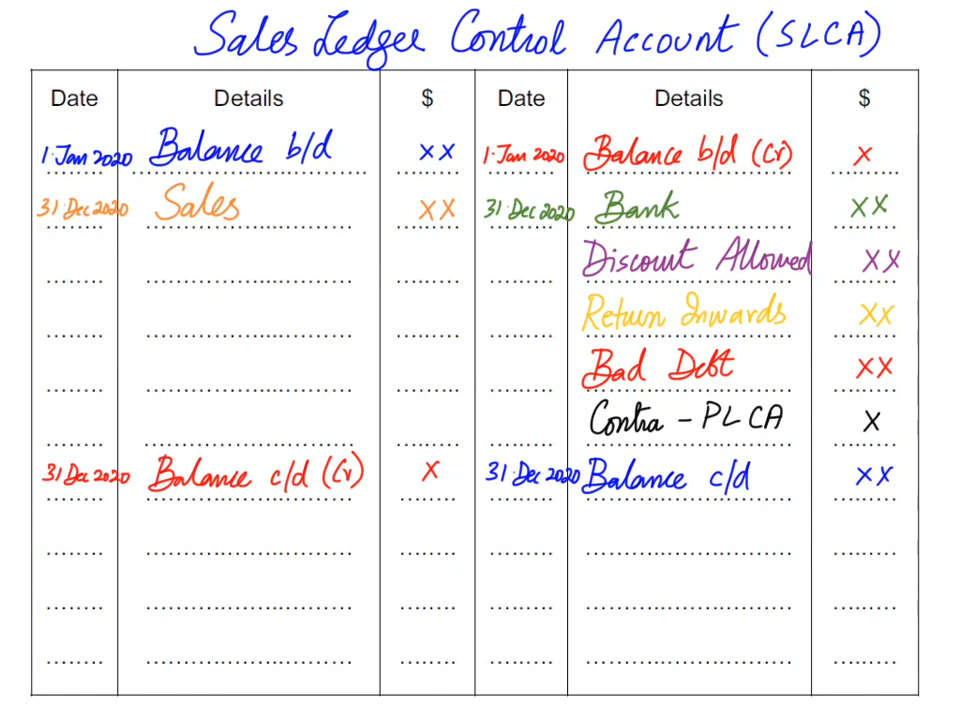 Sales Ledger Control Account (SLCA)
Date Details $ Date Details $
1·Jan 2020 Balance b/d XX 1·Jan 2020 Balance b/d (Cr) X
31·Dec 2020 Sales XX 31·Dec 2020 Bank XX
Discount Allowed XX
Return Inwards XX
Bad Debt XX
Contra - PLCA X
31 Dec 2020 Balance c/d (Cr) X 31·Dec 2020 Balance c/d XX